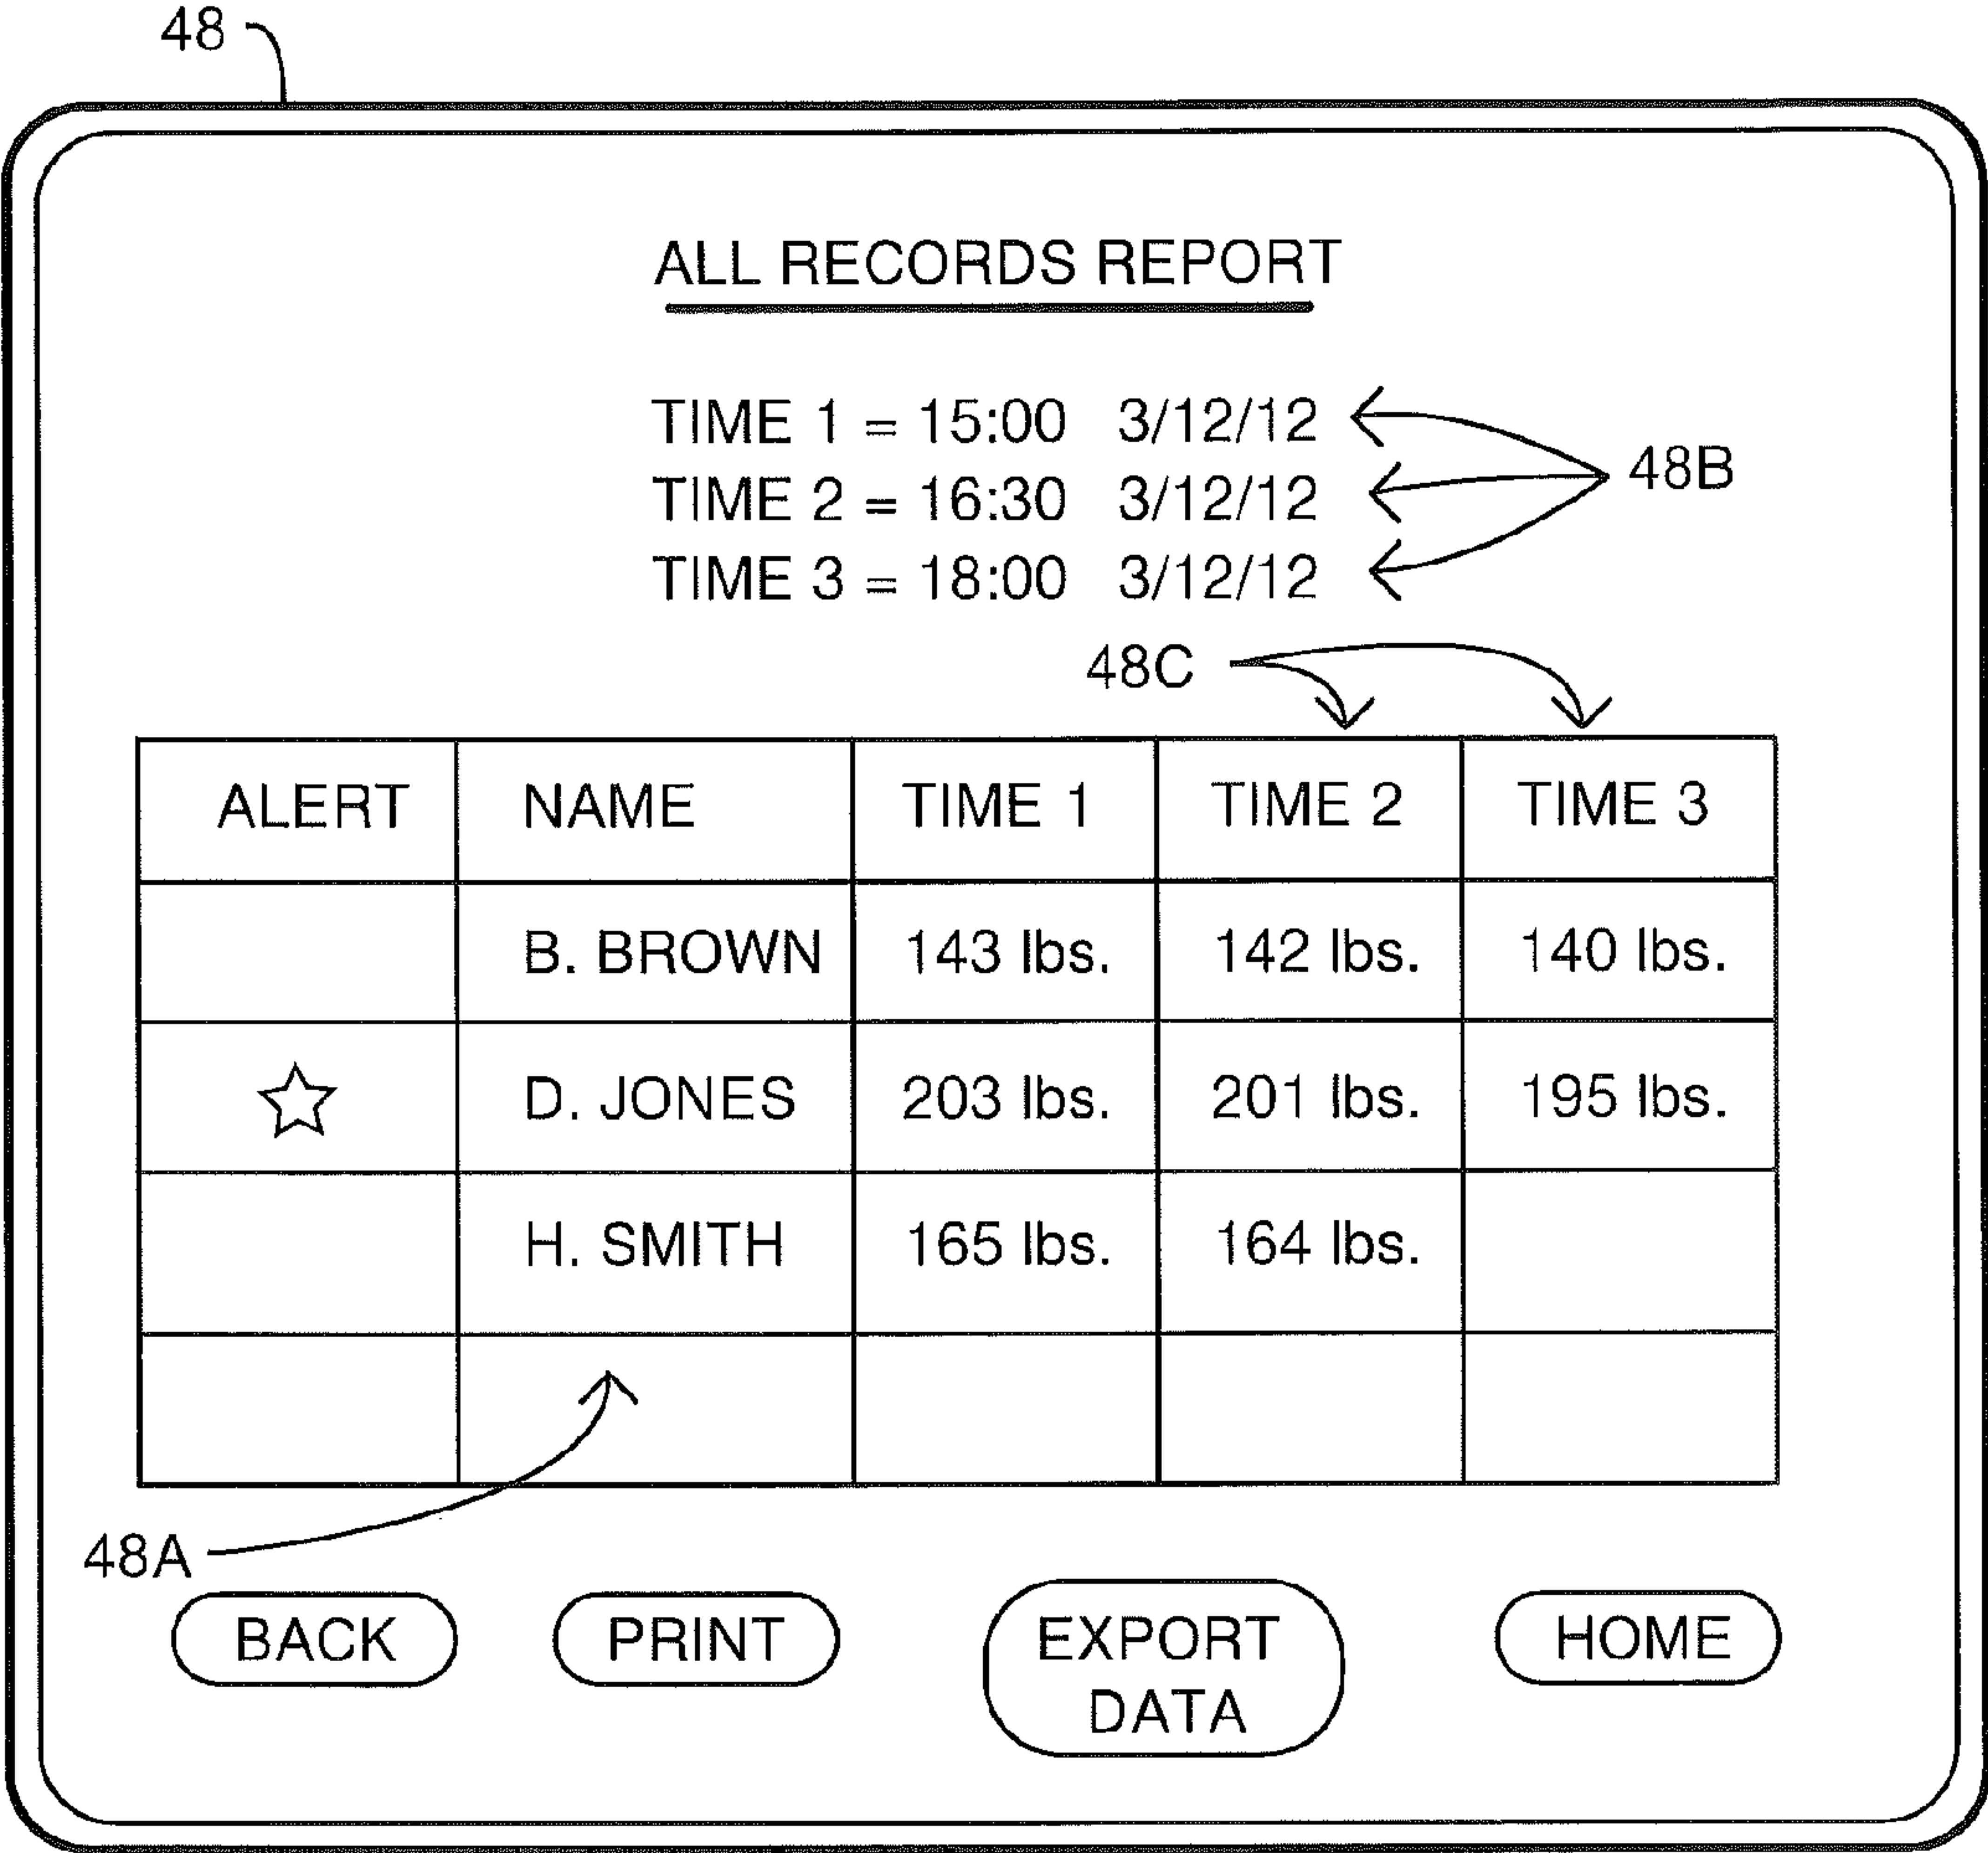 48
ALL RECORDS REPORT
TIME 1 = 15:00 3/12/12
TIME 2 = 16:30 3/12/12
TIME 3 = 18:00 3/12/12
48B
48C
ALERT NAME TIME 1 TIME 2 TIME 3
B. BROWN 143 lbs. 142 lbs. 140 lbs.
D. JONES 203 lbs. 201 lbs. 195 lbs.
H. SMITH 165 lbs. 164 lbs.
48A
BACK PRINT EXPORT DATA HOME